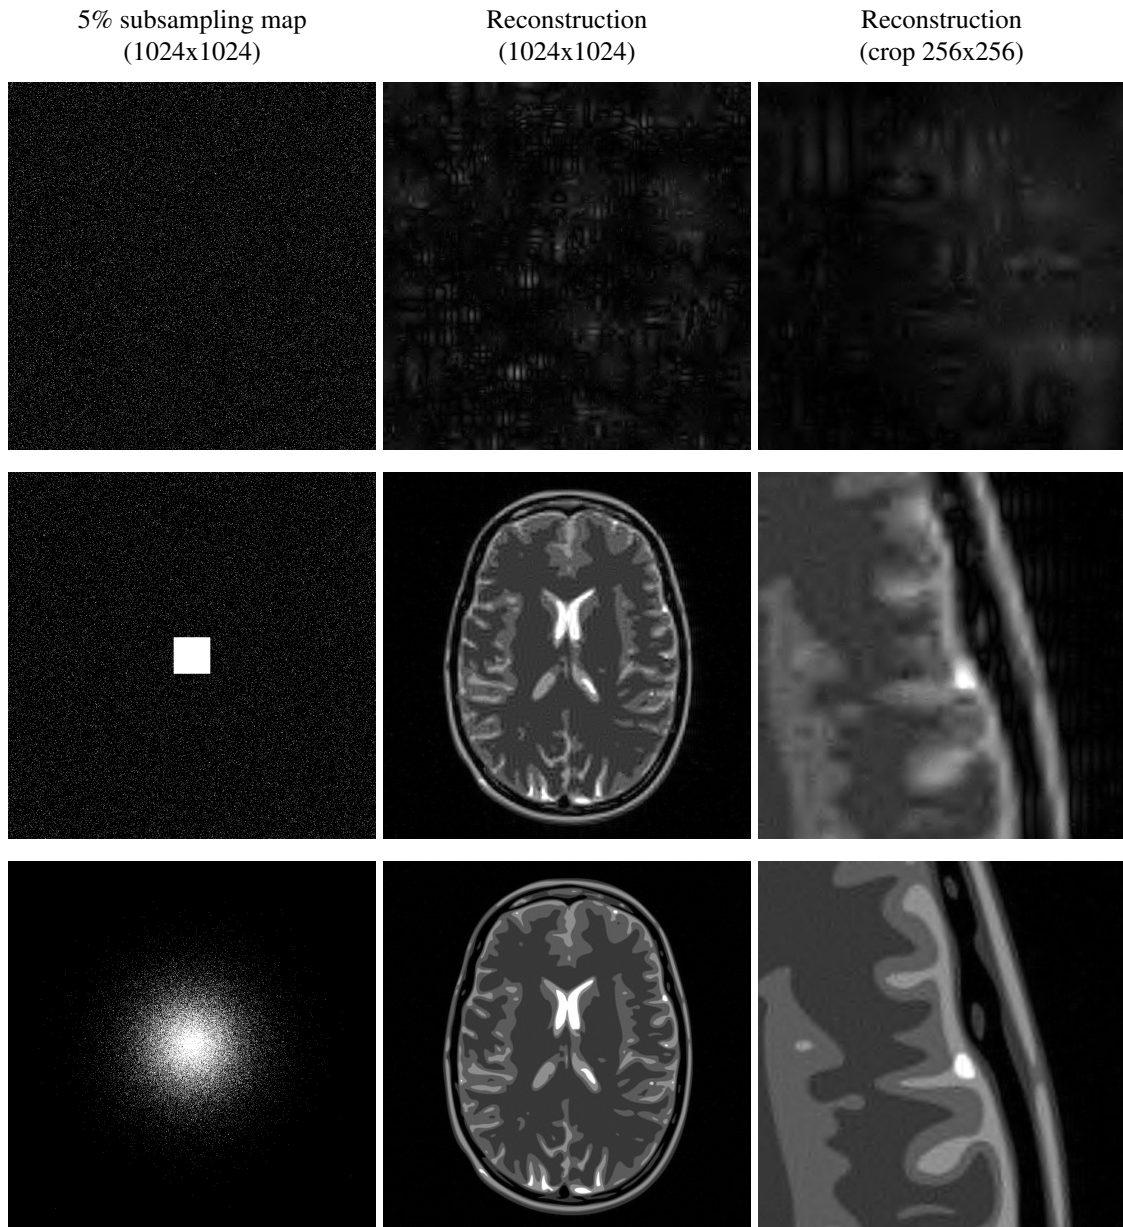 5% subsampling map
(1024x1024)
Reconstruction
(1024x1024)
Reconstruction
(crop 256x256)